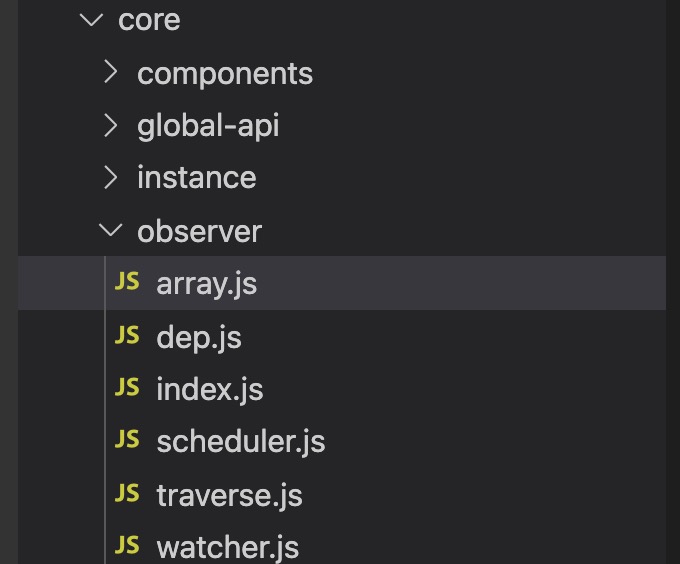 core
components
global-api
instance
observer
JS array.js
JS dep.js
JS index.js
JS scheduler.js
JS traverse.js
JS watcher.js